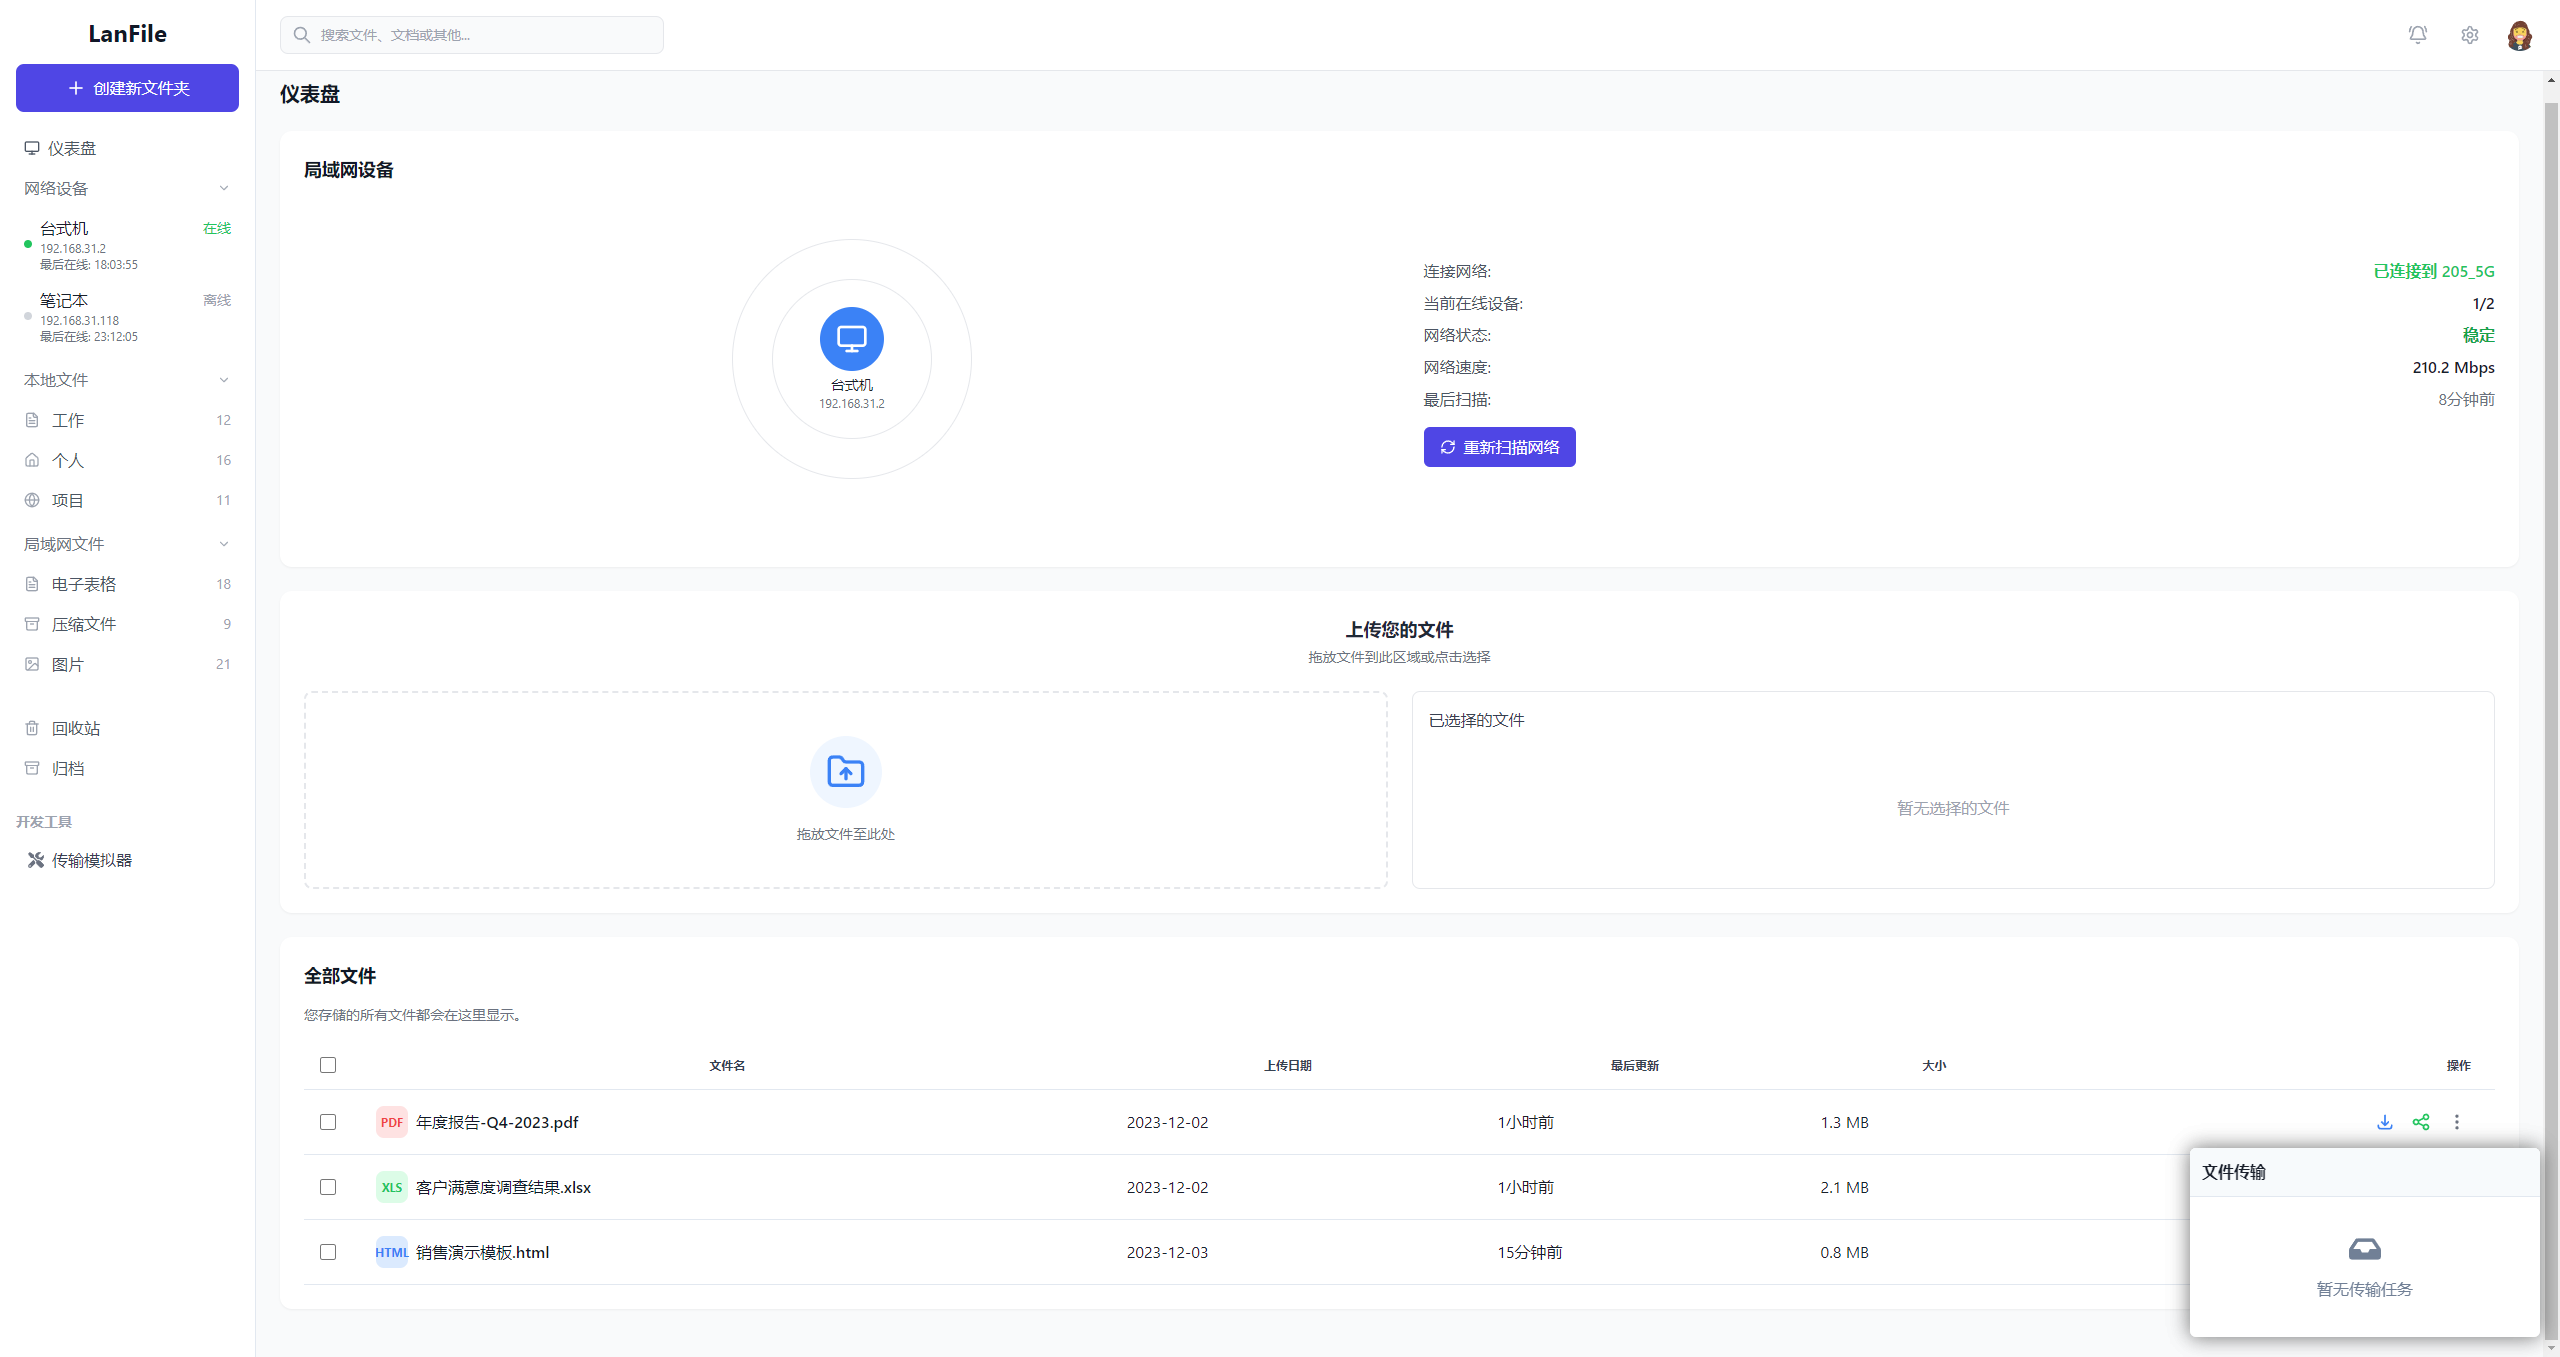 LanFile
创建新文件夹
仪表盘
网络设备
台式机 在线
192.168.31.2
最后在线: 18:03:55
笔记本 离线
192.168.31.118
最后在线: 23:12:05
本地文件
工作 12
个人 16
项目 11
局域网文件
电子表格 18
压缩文件 9
图片 21
回收站
归档
开发工具
传输模拟器
搜索文件、文档或其他...
仪表盘
局域网设备
台式机
192.168.31.2
连接网络: 已连接到 205_5G
当前在线设备: 1/2
网络状态: 稳定
网络速度: 210.2 Mbps
最后扫描: 8分钟前
重新扫描网络
上传您的文件
拖放文件到此区域或点击选择
拖放文件至此处
已选择的文件
暂无选择的文件
全部文件
您存储的所有文件都会在这里显示。
文件名 上传日期 最后更新 大小 操作
PDF 年度报告-Q4-2023.pdf 2023-12-02 1小时前 1.3 MB
XLS 客户满意度调查结果.xlsx 2023-12-02 1小时前 2.1 MB
HTML 销售演示模板.html 2023-12-03 15分钟前 0.8 MB
文件传输
暂无传输任务